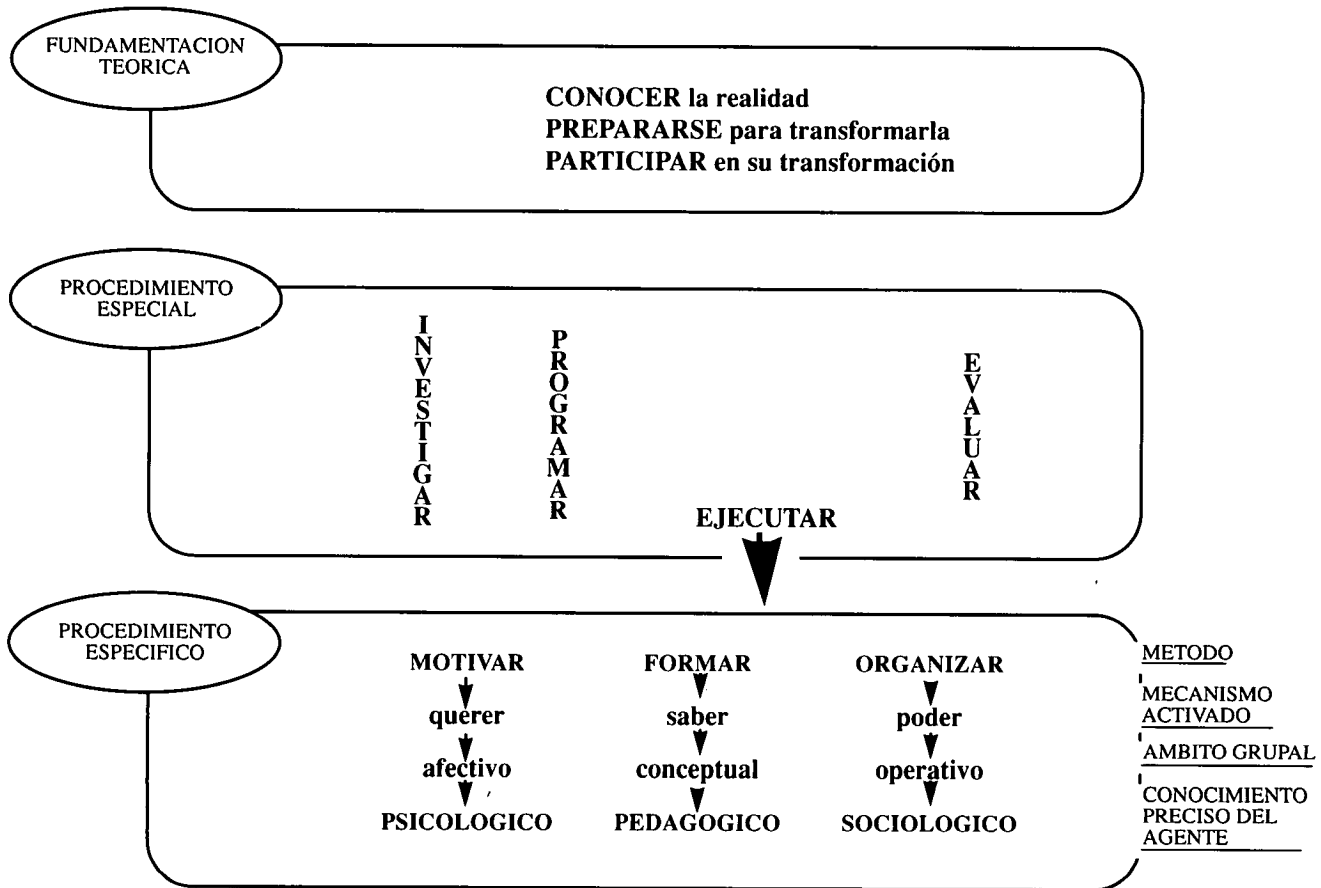 FUNDAMENTACION
TEORICA
CONOCER la realidad
PREPARARSE para transformarla
PARTICIPAR en su transformación
PROCEDIMIENTO
ESPECIAL
INVESTIGAR
PROGRAMAR
EJECUTAR
EVALUAR
PROCEDIMIENTO
ESPECIFICO
MOTIVAR FORMAR ORGANIZAR
METODO
querer saber poder
MECANISMO
ACTIVADO
afectivo conceptual operativo
AMBITO GRUPAL
PSICOLOGICO PEDAGOGICO SOCIOLOGICO
CONOCIMIENTO
PRECISO DEL
AGENTE